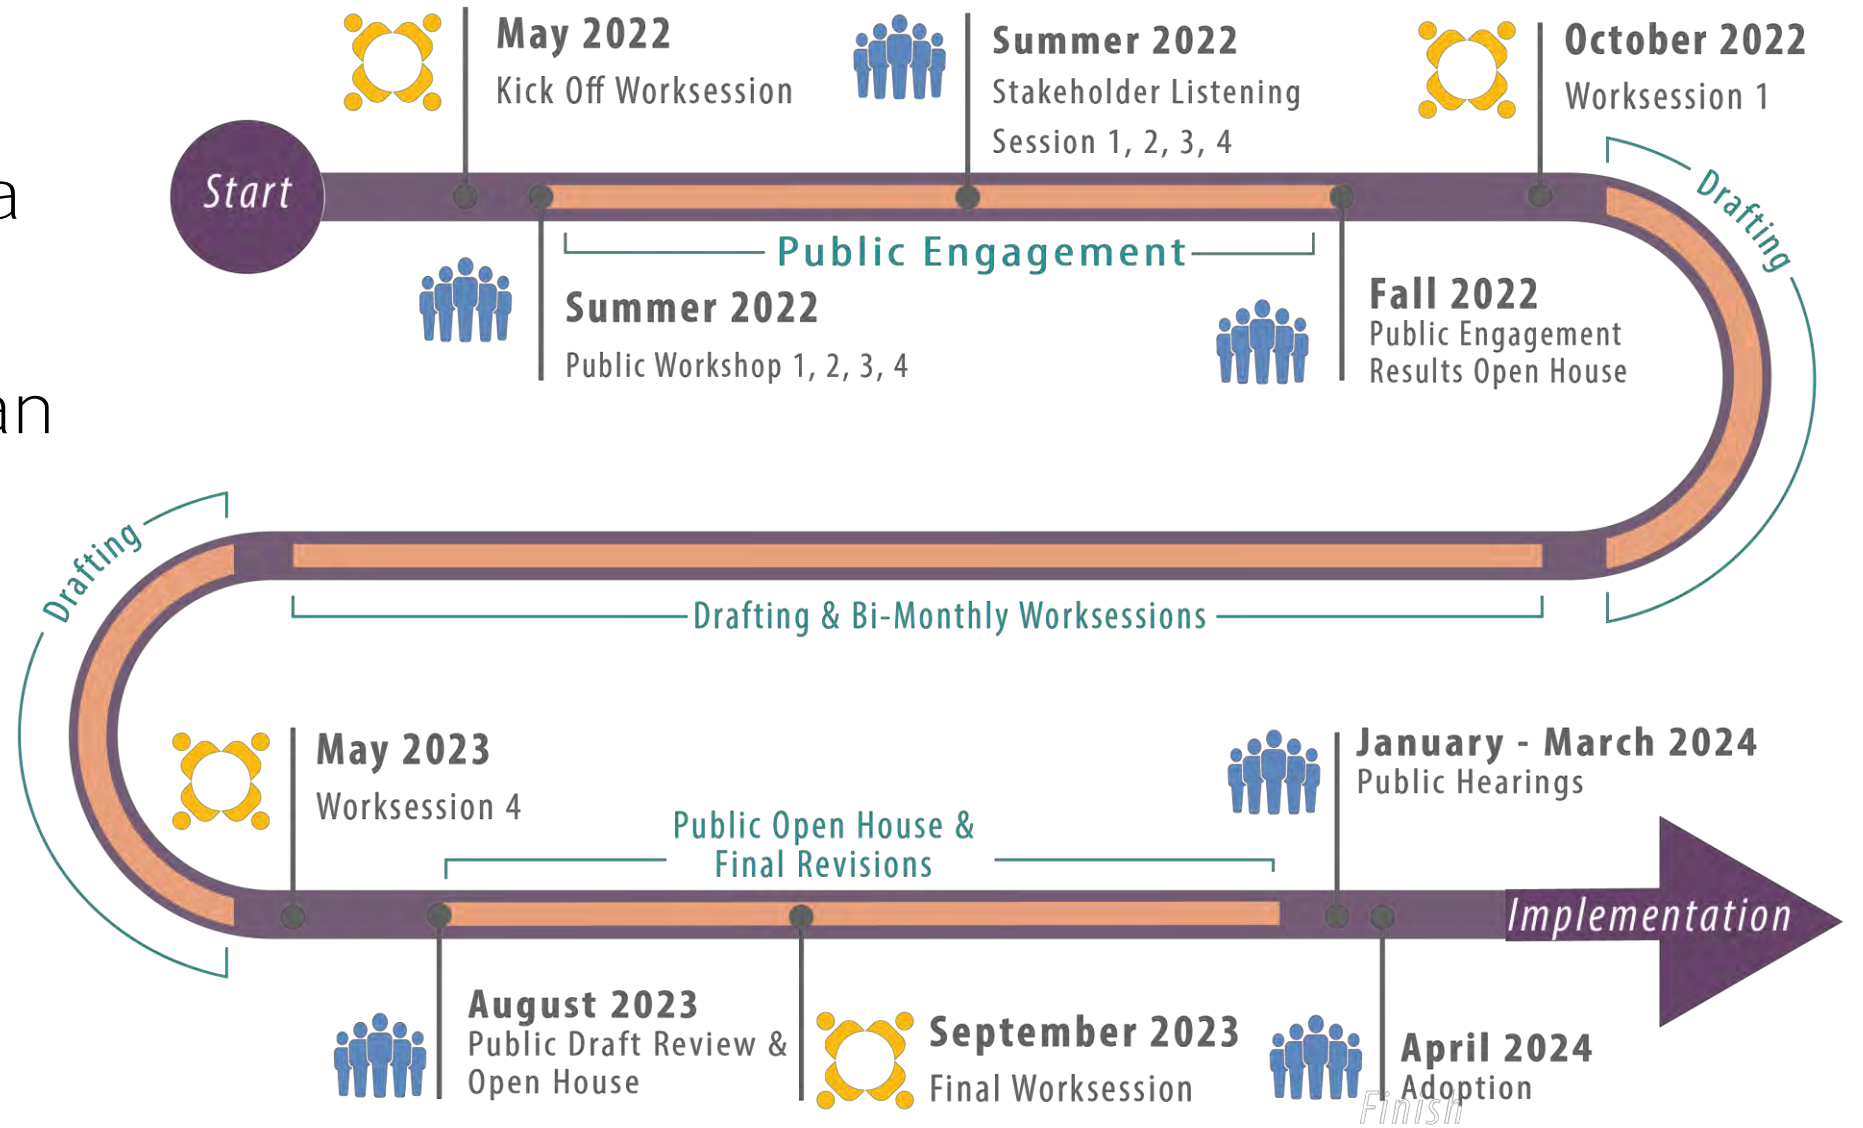 May 2022
Kick Off Worksession
Summer 2022
Stakeholder Listening
Session 1, 2, 3, 4
October 2022
Worksession 1
Start
a
Drafting
Public Engagement
Summer 2022
Public Workshop 1, 2, 3, 4
Fall 2022
Public Engagement
Results Open House
an
Drafting
Drafting & Bi-Monthly Worksessions
May 2023
Worksession 4
Public Open House &
Final Revisions
January - March 2024
Public Hearings
Implementation
August 2023
Public Draft Review &
Open House
September 2023
Final Worksession
April 2024
Adoption
Finish